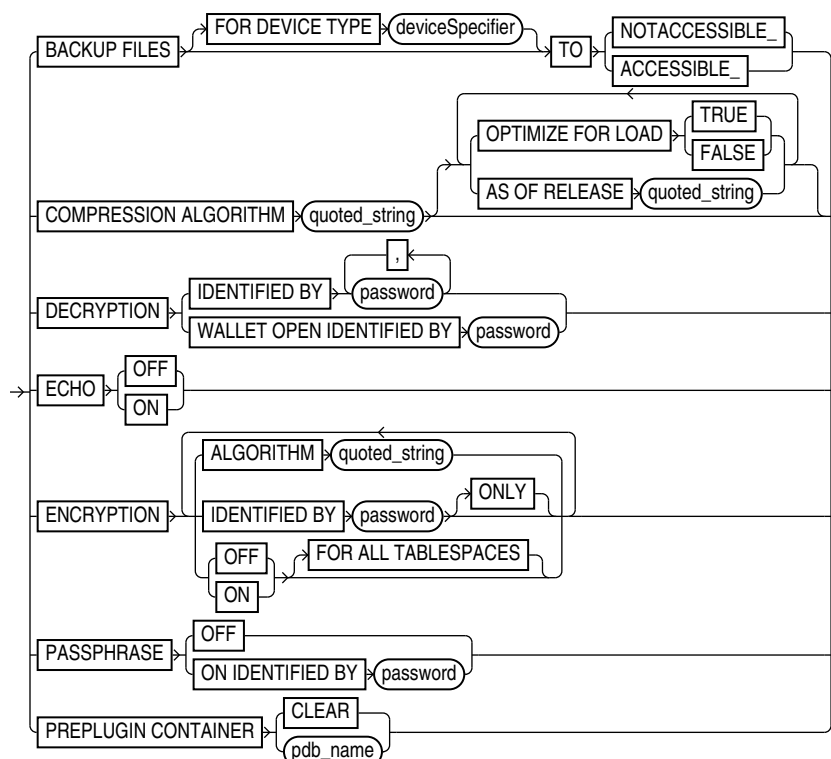 FOR DEVICE TYPE deviceSpecifier
NOTACCESSIBLE_
BACKUP FILES
TO
ACCESSIBLE_
TRUE
OPTIMIZE FOR LOAD
FALSE
AS OF RELEASE quoted_string
COMPRESSION ALGORITHM quoted_string
,
IDENTIFIED BY password
DECRYPTION
WALLET OPEN IDENTIFIED BY password
OFF
ECHO
ON
ALGORITHM quoted_string
ONLY
ENCRYPTION IDENTIFIED BY password
OFF FOR ALL TABLESPACES
ON
OFF
PASSPHRASE
ON IDENTIFIED BY password
CLEAR
PREPLUGIN CONTAINER
pdb_name